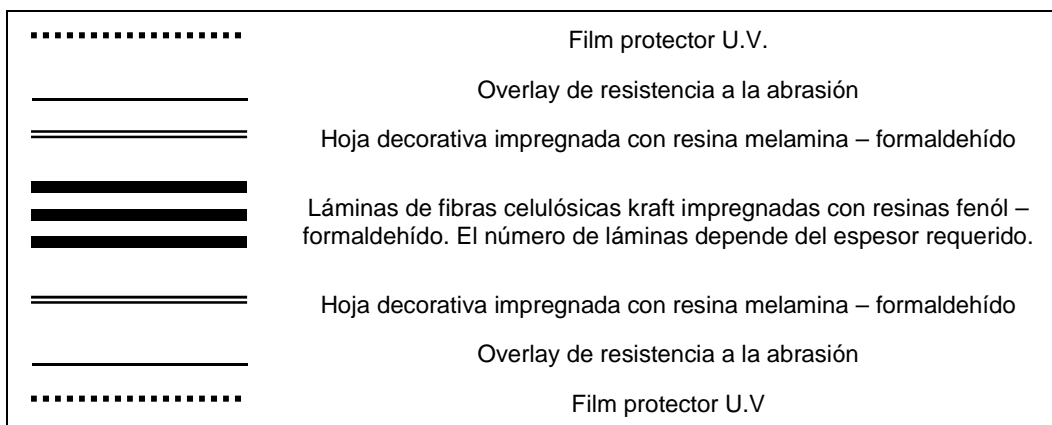 Film protector U.V.
Overlay de resistencia a la abrasión
Hoja decorativa impregnada con resina melamina – formaldehído
Láminas de fibras celulósicas kraft impregnadas con resinas fenól –
formaldehído. El número de láminas depende del espesor requerido.
Hoja decorativa impregnada con resina melamina – formaldehído
Overlay de resistencia a la abrasión
Film protector U.V